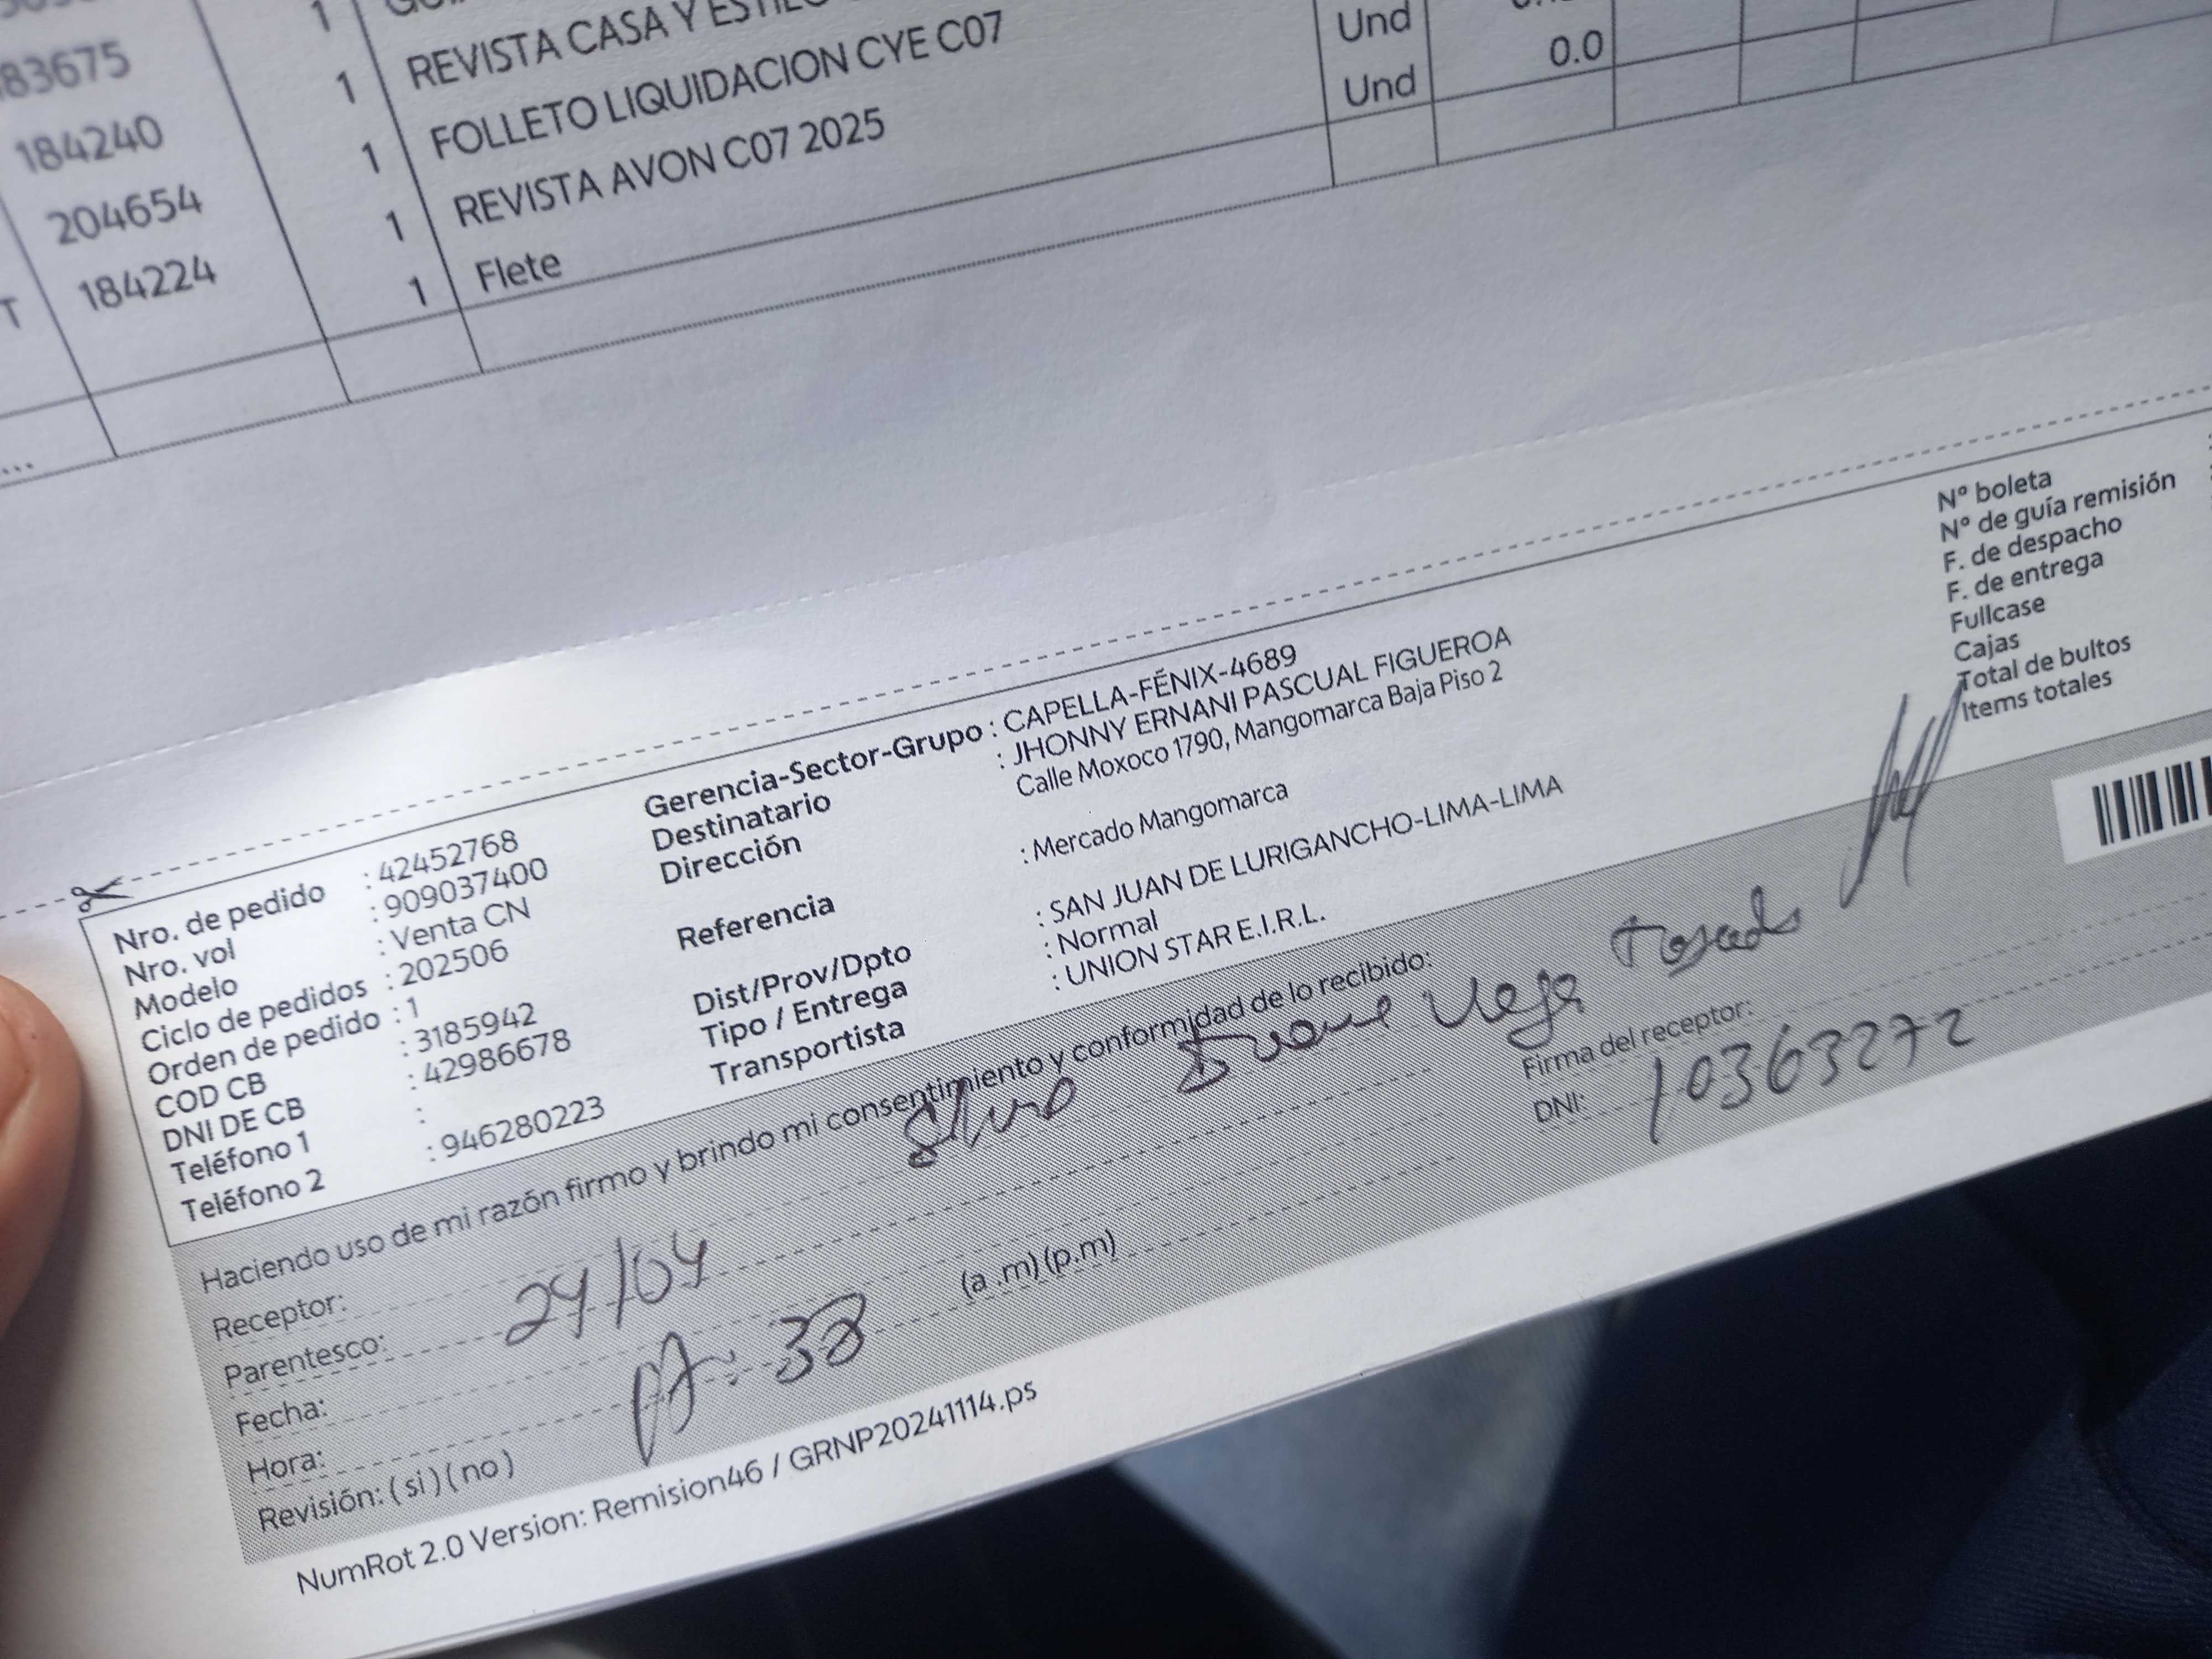 83675 1
184240 1 REVISTA CASA Y ESTILO Und
204654 1 FOLLETO LIQUIDACION CYE C07 Und 0.0
184224 1 REVISTA AVON C07 2025
T 1 Flete
...
Nro. de pedido : 42452768
Nro. vol : 909037400
Modelo : Venta CN
Ciclo de pedidos : 202506
Orden de pedido : 1
COD CB : 3185942
DNI DE CB : 42986678
Teléfono 1 :
Teléfono 2 : 946280223
Gerencia-Sector-Grupo : CAPELLA-FÉNIX-4689
Destinatario : JHONNY ERNANI PASCUAL FIGUEROA
Dirección Calle Moxoco 1790, Mangomarca Baja Piso 2
Referencia : Mercado Mangomarca
Dist/Prov/Dpto : SAN JUAN DE LURIGANCHO-LIMA-LIMA
Tipo / Entrega : Normal
Transportista : UNION STAR E.I.R.L.
N° boleta
N° de guía remisión
F. de despacho
F. de entrega
Fullcase
Cajas
Total de bultos
Items totales
Haciendo uso de mi razón firmo y brindo mi consentimiento y conformidad de lo recibido:
Receptor: Vega
Parentesco:
Fecha: 24/04
Hora: (a .m) (p.m)
Revisión: ( si ) ( no )
Firma del receptor:
DNI: 10363272
NumRot 2.0 Version: Remision46 / GRNP20241114.ps